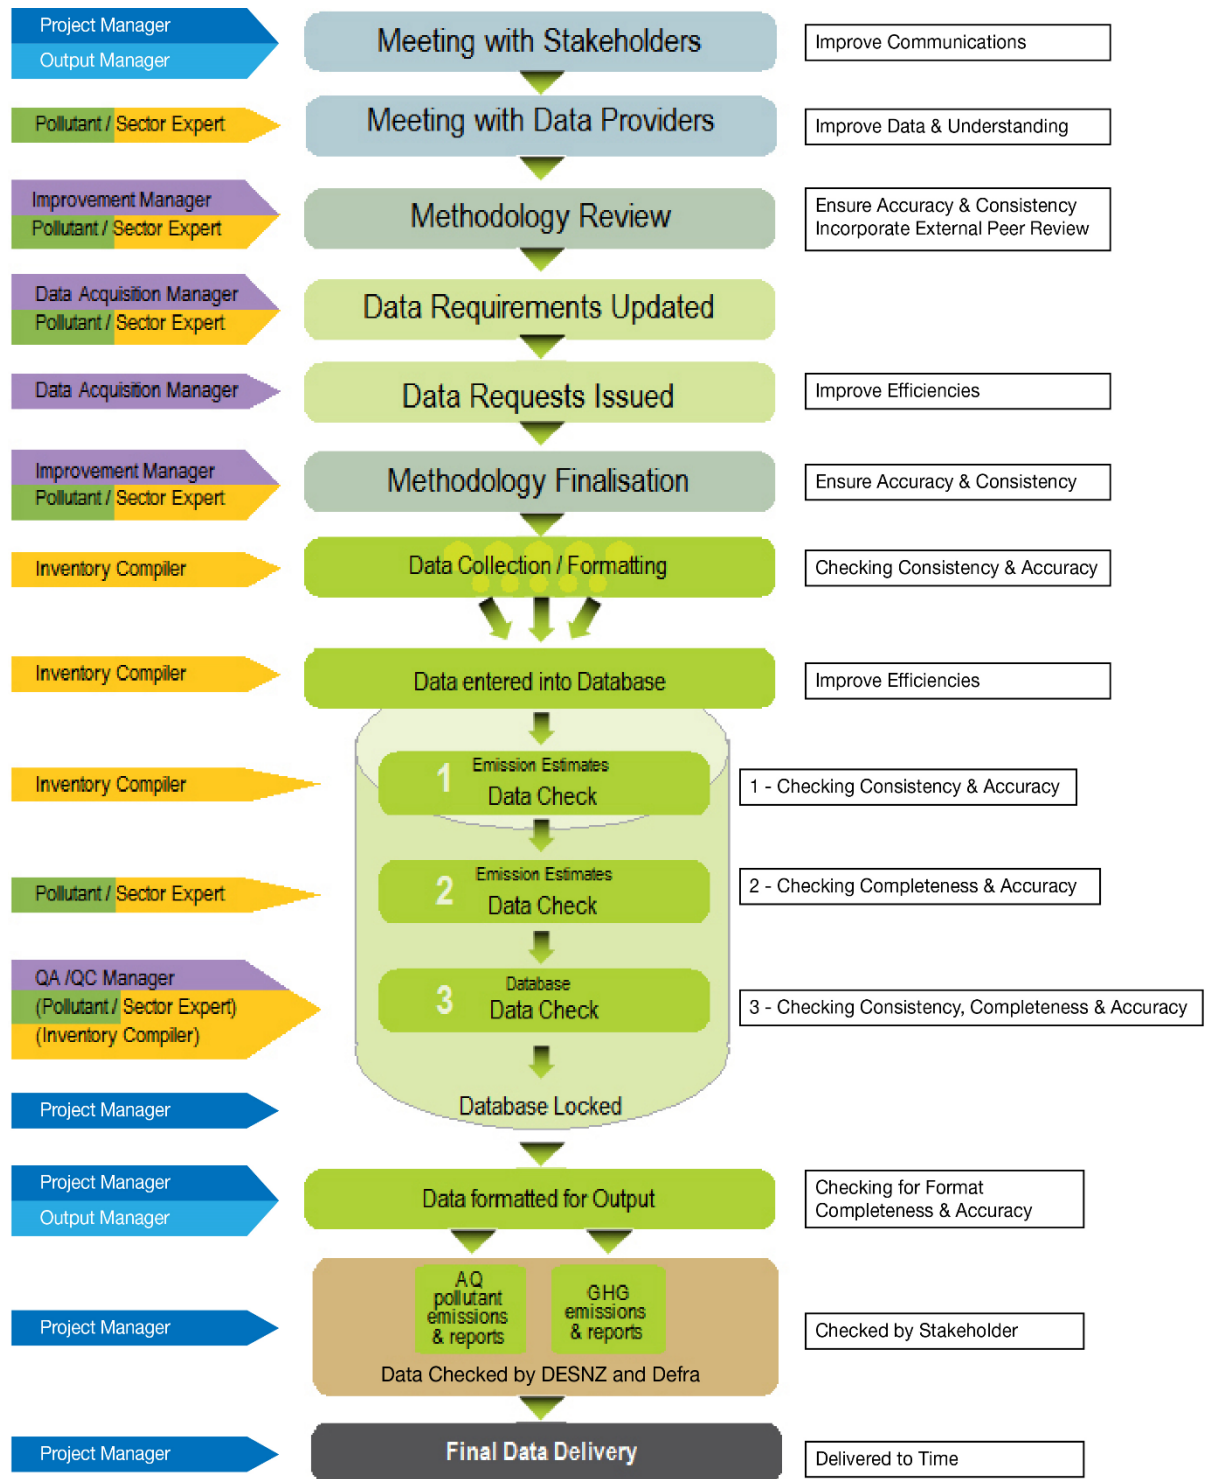 Project Manager
Output Manager
Meeting with Stakeholders
Improve Communications
Pollutant / Sector Expert
Meeting with Data Providers
Improve Data & Understanding
Improvement Manager
Pollutant / Sector Expert
Methodology Review
Ensure Accuracy & Consistency
Incorporate External Peer Review
Data Acquisition Manager
Pollutant / Sector Expert
Data Requirements Updated
Data Acquisition Manager
Data Requests Issued
Improve Efficiencies
Improvement Manager
Pollutant / Sector Expert
Methodology Finalisation
Ensure Accuracy & Consistency
Inventory Compiler
Data Collection / Formatting
Checking Consistency & Accuracy
Inventory Compiler
Data entered into Database
Improve Efficiencies
Inventory Compiler
1
Emission Estimates
Data Check
1 - Checking Consistency & Accuracy
Pollutant / Sector Expert
2
Emission Estimates
Data Check
2 - Checking Completeness & Accuracy
QA /QC Manager
(Pollutant / Sector Expert)
(Inventory Compiler)
3
Database
Data Check
3 - Checking Consistency, Completeness & Accuracy
Project Manager
Database Locked
Project Manager
Output Manager
Data formatted for Output
Checking for Format
Completeness & Accuracy
Project Manager
AQ
pollutant
emissions
& reports
GHG
emissions
& reports
Data Checked by DESNZ and Defra
Checked by Stakeholder
Project Manager
Final Data Delivery
Delivered to Time